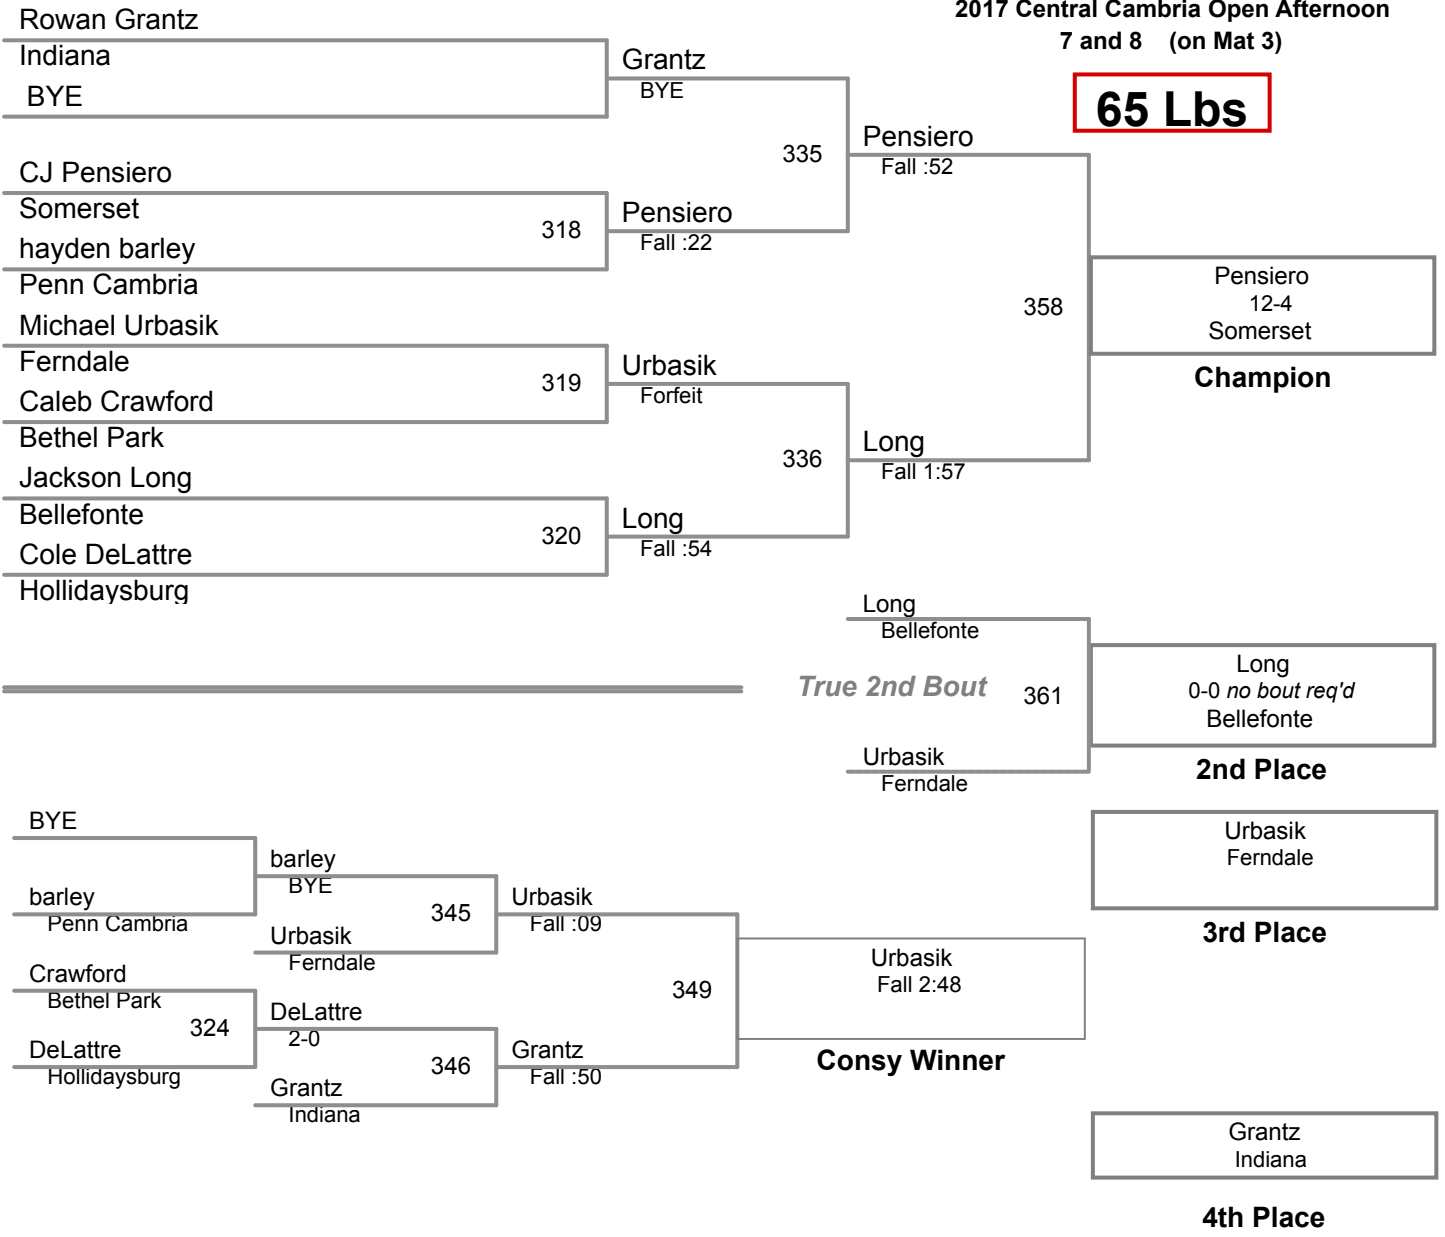 2017 Central Cambria Open Afternoon
7 and 8 (on Mat 3)
65 Lbs
Rowan Grantz
Indiana
BYE
CJ Pensiero
Somerset
318
hayden barley
Penn Cambria
Michael Urbasik
Ferndale
319
Caleb Crawford
Bethel Park
Jackson Long
Bellefonte
320
Cole DeLattre
Hollidaysburg
Grantz
BYE
335
Pensiero
Fall :22
Urbasik
Forfeit
336
Long
Fall :54
Pensiero
Fall :52
358
Long
Fall 1:57
Pensiero
12-4
Somerset
Champion
Long
Bellefonte
True 2nd Bout
361
Urbasik
Ferndale
Long
0-0 no bout req'd
Bellefonte
2nd Place
BYE
barley
Penn Cambria
Crawford
Bethel Park
324
DeLattre
Hollidaysburg
barley
BYE
345
Urbasik
Ferndale
DeLattre
2-0
346
Grantz
Indiana
Urbasik
Fall :09
349
Grantz
Fall :50
Urbasik
Fall 2:48
Consy Winner
Urbasik
Ferndale
3rd Place
Grantz
Indiana
4th Place